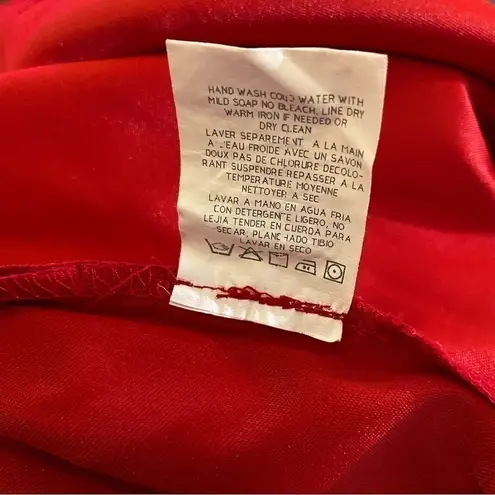 HAND WASH COLD WATER WITH
MILD SOAP NO BLEACH, LINE DRY
WARM IRON IF NEEDED OR
DRY CLEAN
LAVER SEPAREMENT A LA MAIN
A L'EAU FROIDE AVEC UN SAVON
DOUX PAS DE CHLORURE DECOLO-
RANT SUSPENDRE REPASSER A LA
TEMPERATURE MOYENNE
NETTOYER A SEC
LAVAR A MANO EN AGUA FRIA
CON DETERGENTE LIGERO, NO
LEJIA TENDER EN CUERDA PARA
SECAR, PLANCHADO TIBIO
LAVAR EN SECO